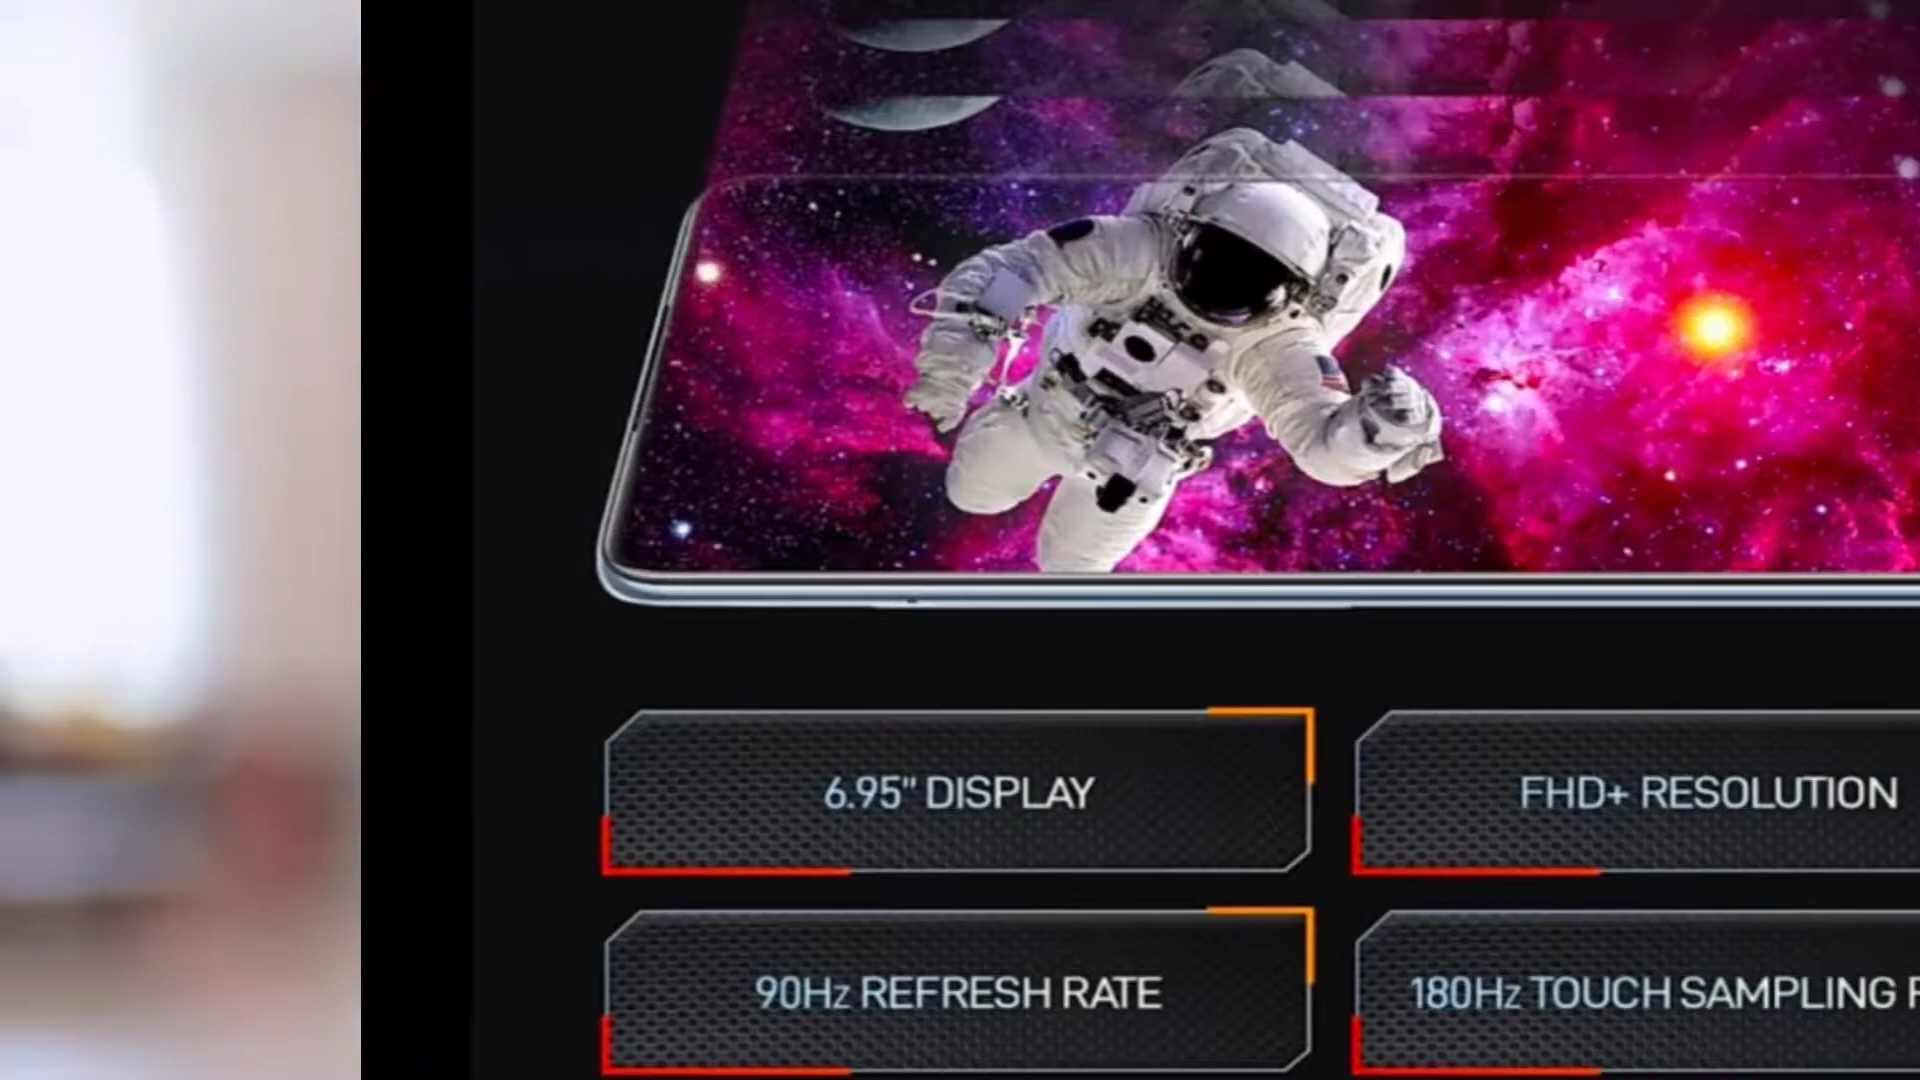 6.95" DISPLAY
FHD+ RESOLUTION
90Hz REFRESH RATE
180Hz TOUCH SAMPLING